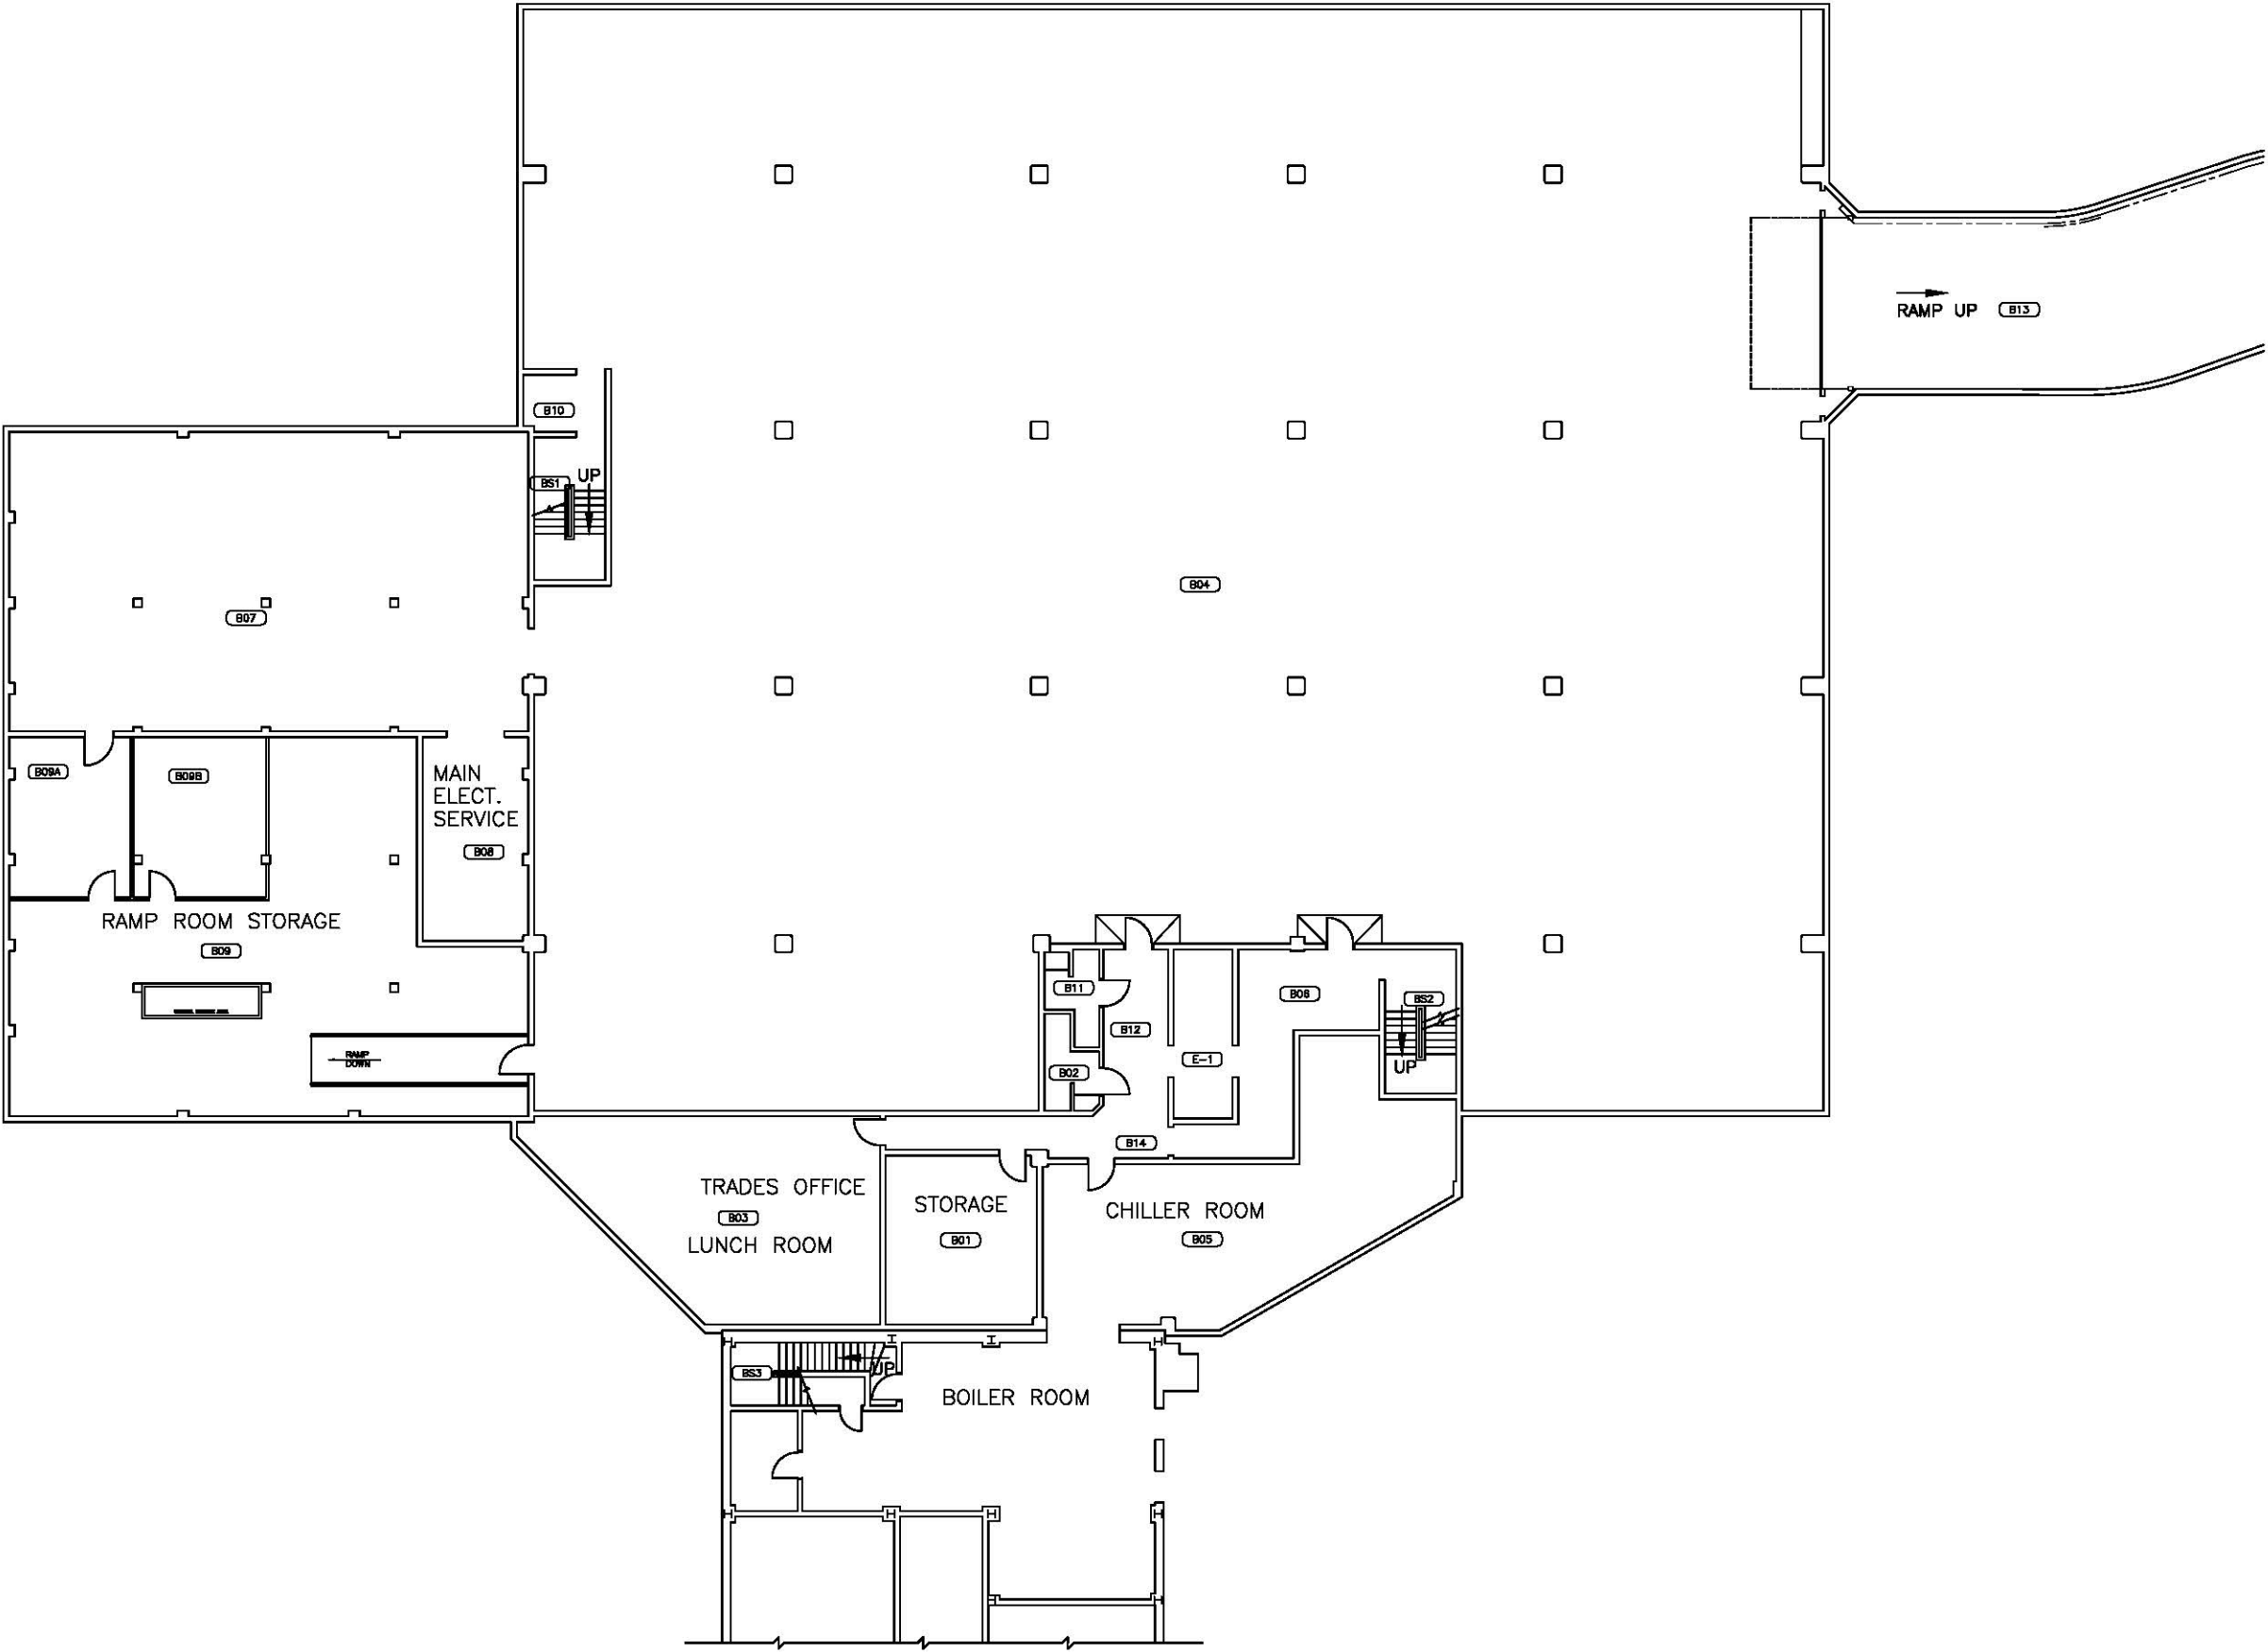 RAMP UP
B13
B10
BS1
UP
B04
B07
B09A
B09B
MAIN
ELECT.
SERVICE
B08
RAMP ROOM STORAGE
B09
RAMP
DOWN
B11
B06
BS2
B12
E-1
B02
UP
B14
TRADES OFFICE
B03
LUNCH ROOM
STORAGE
B01
CHILLER ROOM
B05
BS3
UP
BOILER ROOM